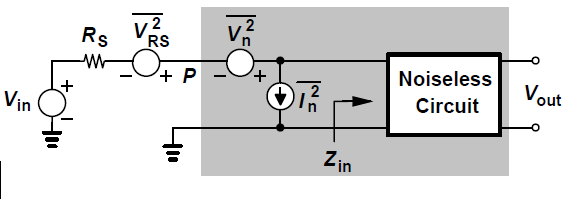 R_S
V_RS^2
V_n^2
V_in
+
−
− + P
− +
I_n^2
Z_in
Noiseless
Circuit
V_out